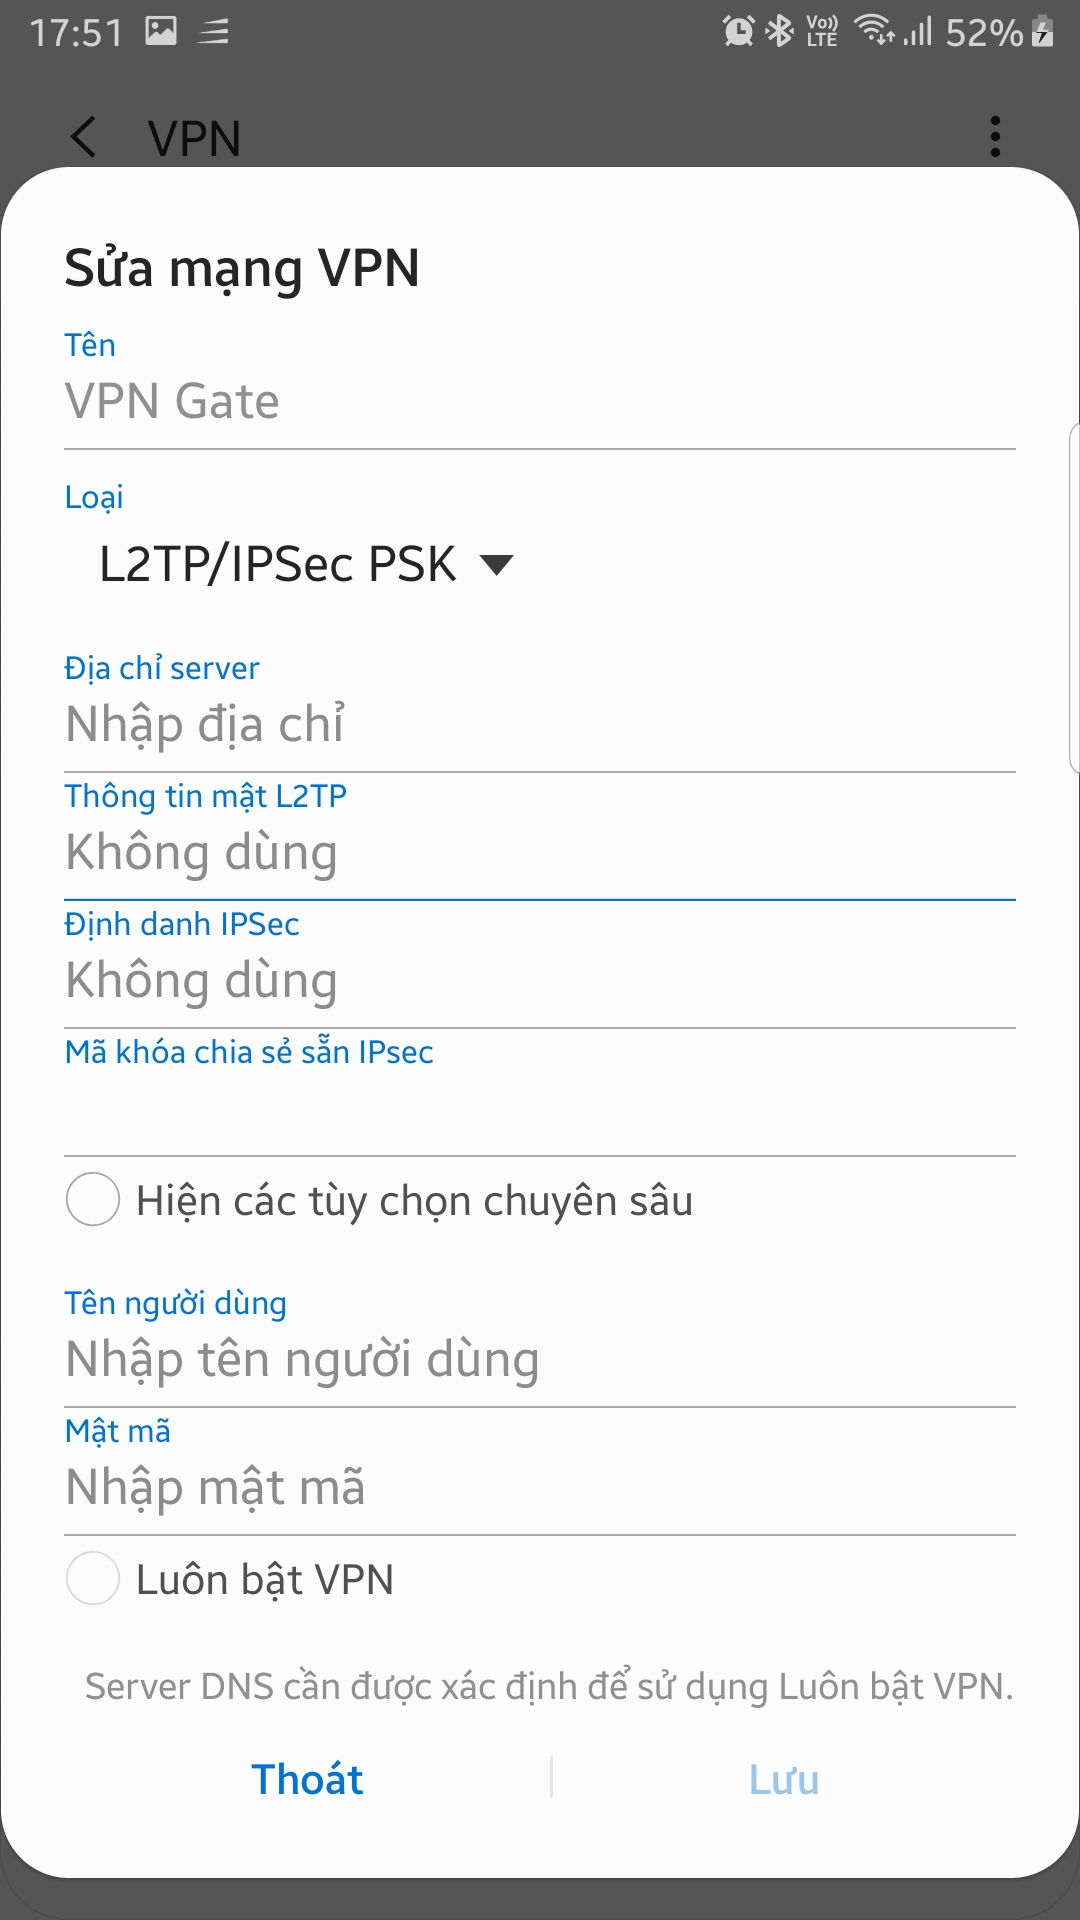 17:51
Vo)) LTE
52%
VPN
Sửa mạng VPN
Tên
VPN Gate
Loại
L2TP/IPSec PSK
Địa chỉ server
Nhập địa chỉ
Thông tin mật L2TP
Không dùng
Định danh IPSec
Không dùng
Mã khóa chia sẻ sẵn IPsec
Hiện các tùy chọn chuyên sâu
Tên người dùng
Nhập tên người dùng
Mật mã
Nhập mật mã
Luôn bật VPN
Server DNS cần được xác định để sử dụng Luôn bật VPN.
Thoát
Lưu